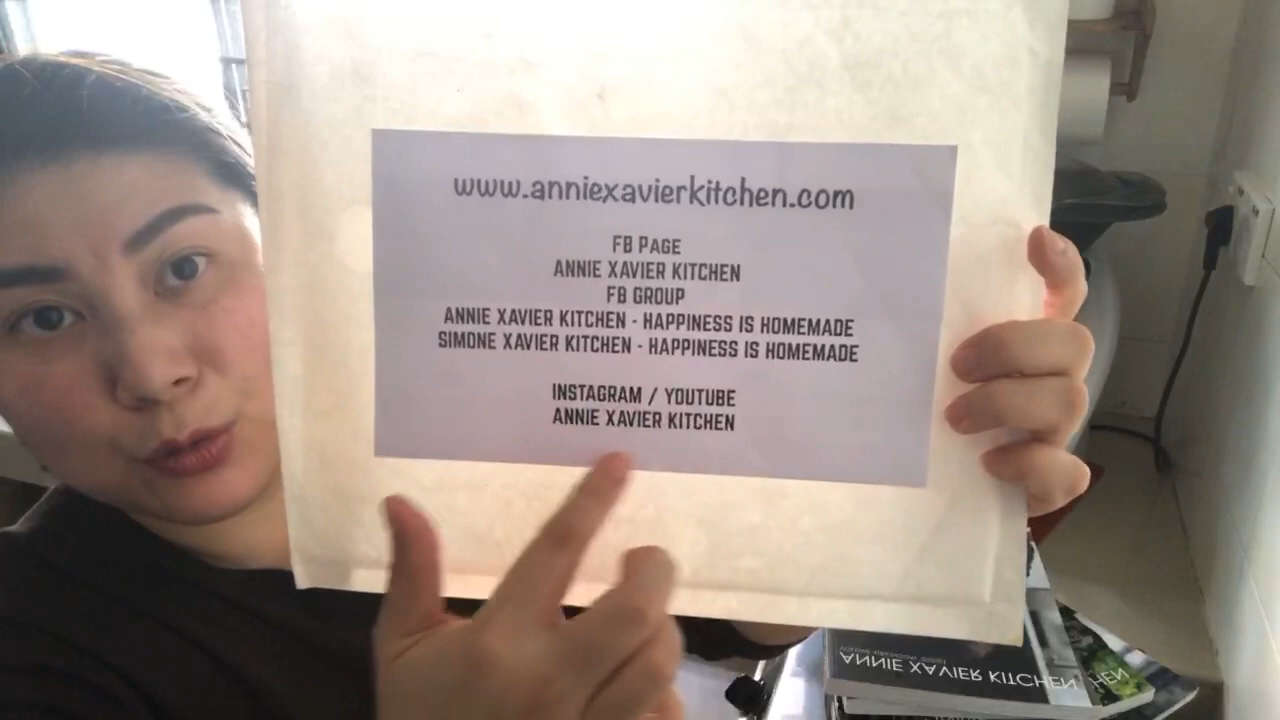 www.anniexavierkitchen.com
FB PAGE
ANNIE XAVIER KITCHEN
FB GROUP
ANNIE XAVIER KITCHEN - HAPPINESS IS HOMEMADE
SIMONE XAVIER KITCHEN - HAPPINESS IS HOMEMADE
INSTAGRAM / YOUTUBE
ANNIE XAVIER KITCHEN
ANNIE XAVIER KITCHEN
HEN